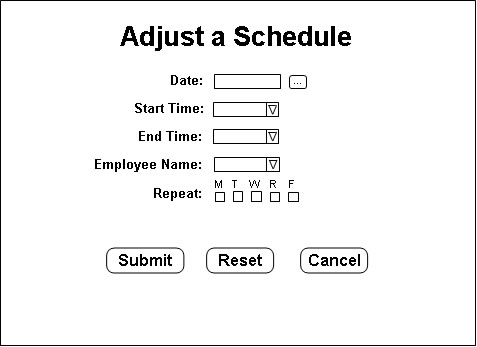 Adjust a Schedule
Date: ...
Start Time:
End Time:
Employee Name:
M T W R F
Repeat:
Submit Reset Cancel